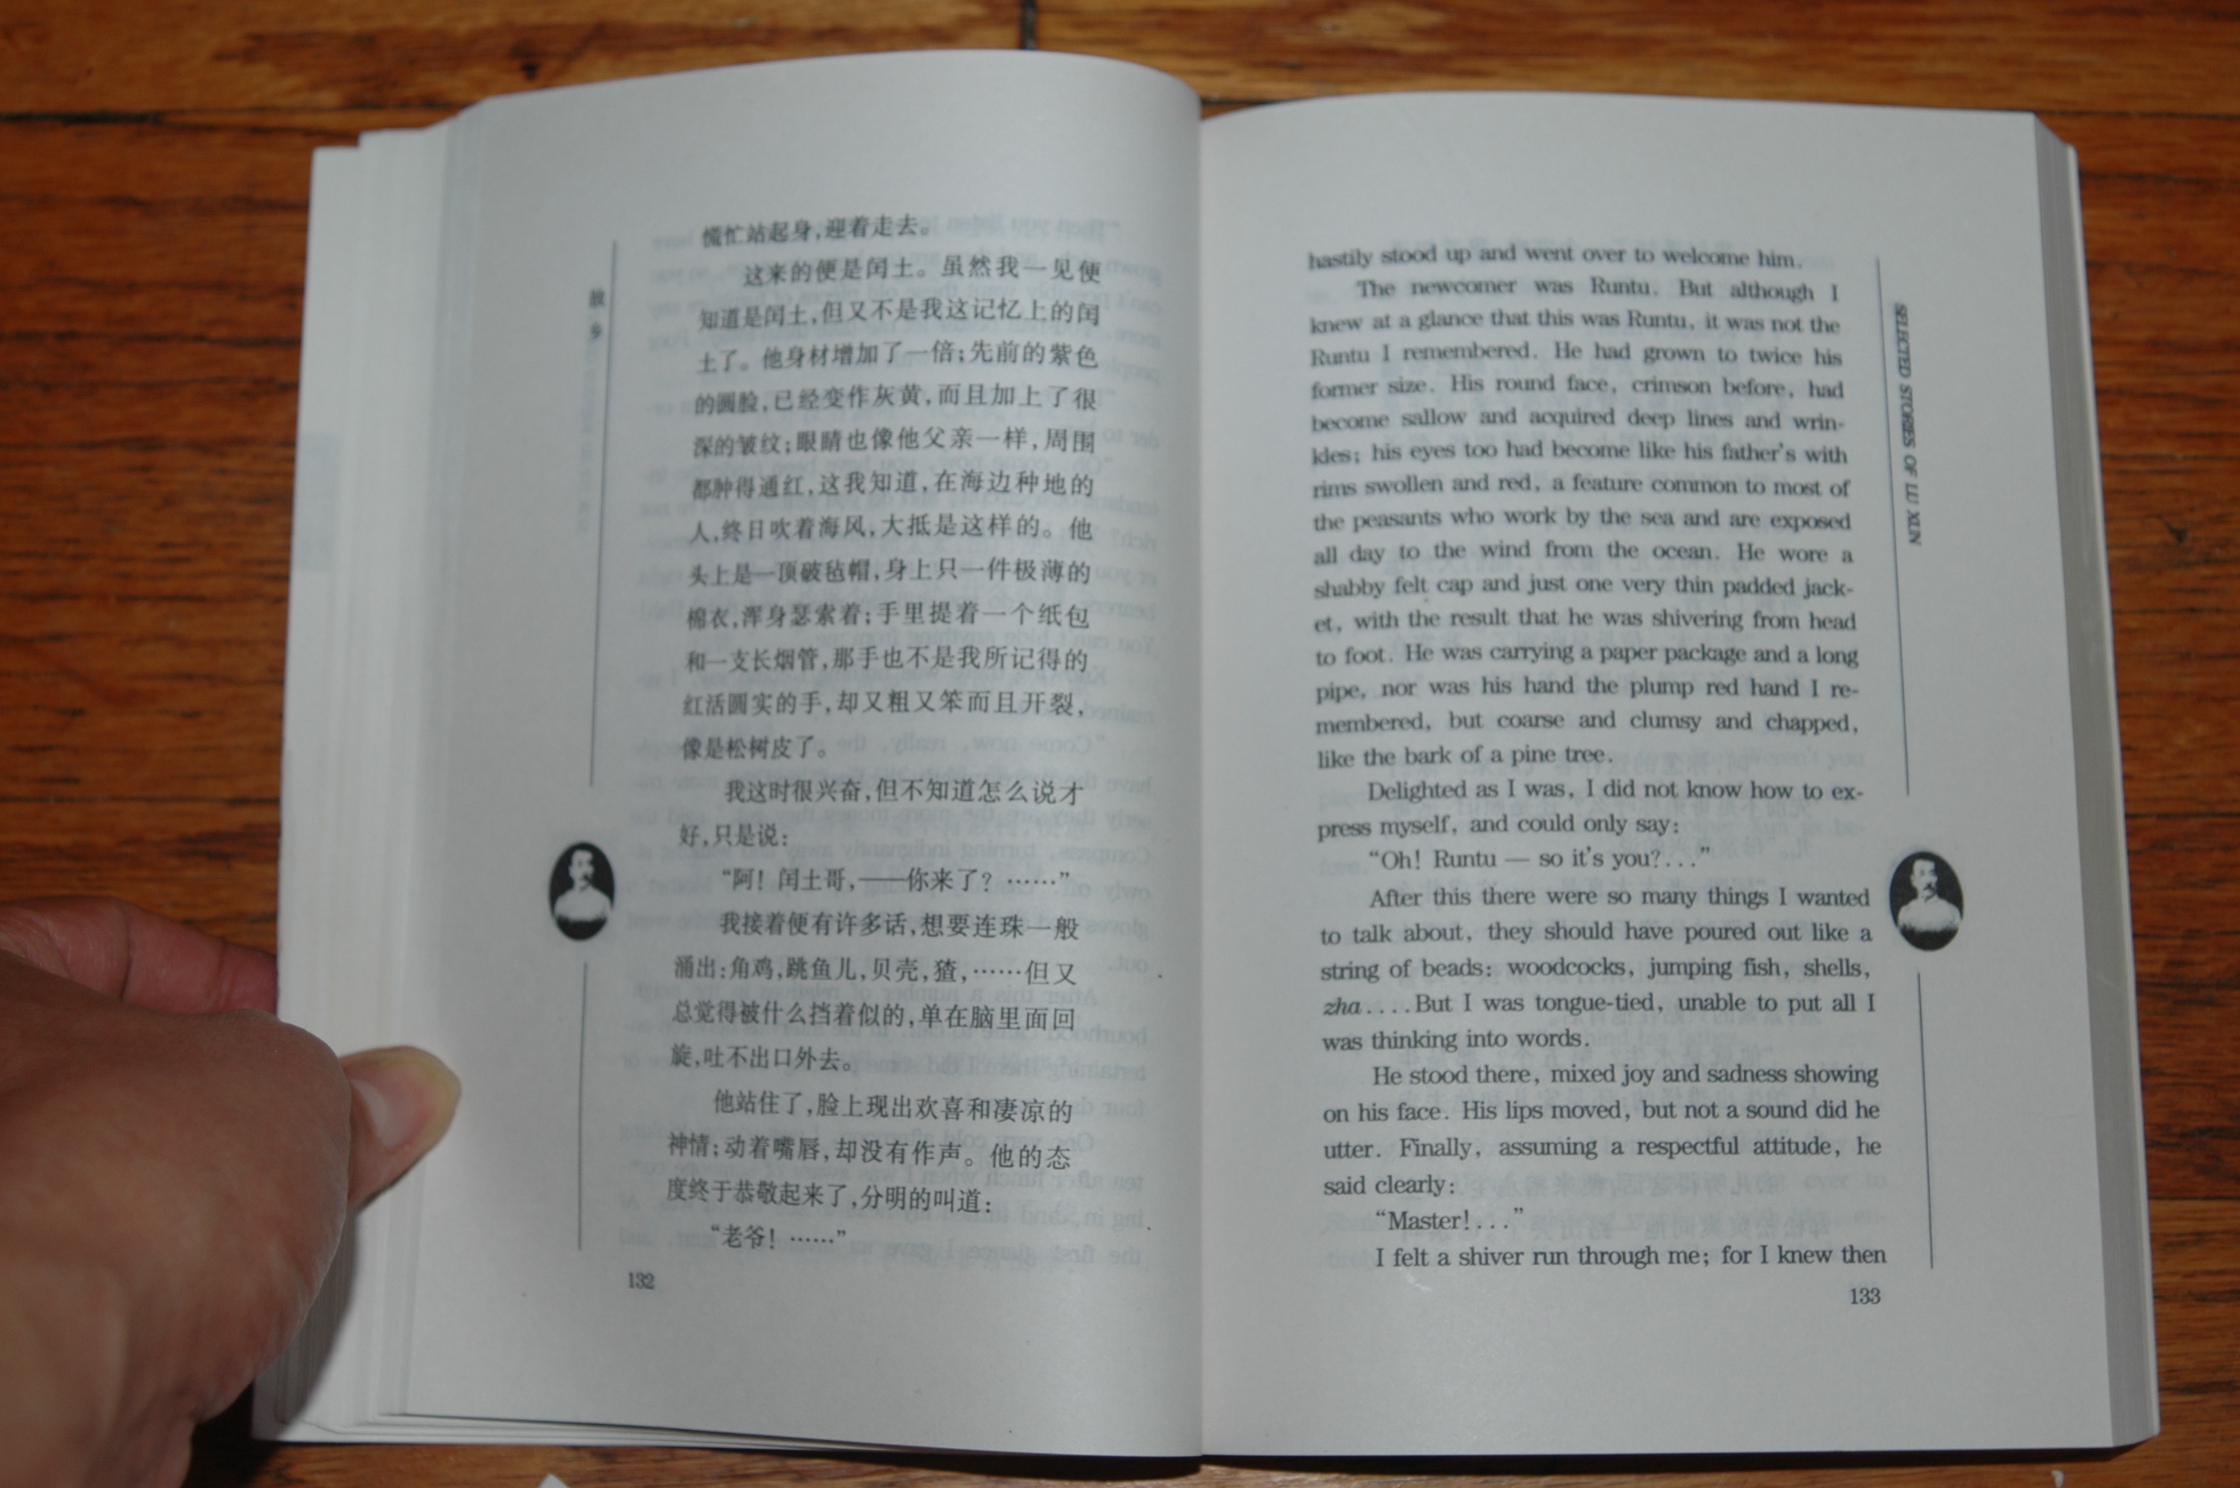 故
乡
慌忙站起身,迎着走去。
这来的便是闰土。虽然我一见便
知道是闰土,但又不是我这记忆上的闰
土了。他身材增加了一倍;先前的紫色
的圆脸,已经变作灰黄,而且加上了很
深的皱纹;眼睛也像他父亲一样,周围
都肿得通红,这我知道,在海边种地的
人,终日吹着海风,大抵是这样的。他
头上是一顶破毡帽,身上只一件极薄的
棉衣,浑身瑟索着;手里提着一个纸包
和一支长烟管,那手也不是我所记得的
红活圆实的手,却又粗又笨而且开裂,
像是松树皮了。
我这时很兴奋,但不知道怎么说才
好,只是说:
“阿!闰土哥,——你来了?……”
我接着便有许多话,想要连珠一般
涌出:角鸡,跳鱼儿,贝壳,猹,……但又
总觉得被什么挡着似的,单在脑里面回
旋,吐不出口外去。
他站住了,脸上现出欢喜和凄凉的
神情;动着嘴唇,却没有作声。他的态
度终于恭敬起来了,分明的叫道:
“老爷!……”
132
SELECTED STORIES OF LU XUN
hastily stood up and went over to welcome him.
The newcomer was Runtu. But although I
knew at a glance that this was Runtu, it was not the
Runtu I remembered. He had grown to twice his
former size. His round face, crimson before, had
become sallow and acquired deep lines and wrin-
kles; his eyes too had become like his father's with
rims swollen and red, a feature common to most of
the peasants who work by the sea and are exposed
all day to the wind from the ocean. He wore a
shabby felt cap and just one very thin padded jack-
et, with the result that he was shivering from head
to foot. He was carrying a paper package and a long
pipe, nor was his hand the plump red hand I re-
membered, but coarse and clumsy and chapped,
like the bark of a pine tree.
Delighted as I was, I did not know how to ex-
press myself, and could only say:
“Oh! Runtu — so it's you?...”
After this there were so many things I wanted
to talk about, they should have poured out like a
string of beads: woodcocks, jumping fish, shells,
zha....But I was tongue-tied, unable to put all I
was thinking into words.
He stood there, mixed joy and sadness showing
on his face. His lips moved, but not a sound did he
utter. Finally, assuming a respectful attitude, he
said clearly:
“Master!...”
I felt a shiver run through me; for I knew then
133